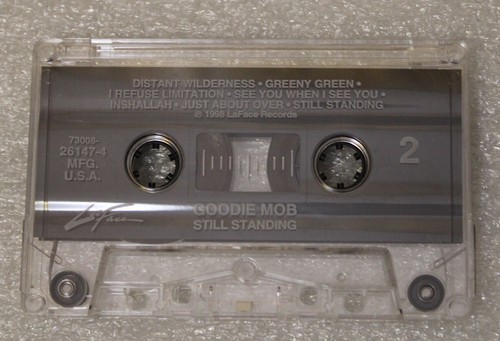 DISTANT WILDERNESS • GREENY GREEN •
I REFUSE LIMITATION • SEE YOU WHEN I SEE YOU •
INSHALLAH • JUST ABOUT OVER • STILL STANDING
℗ 1998 LaFace Records
73008-
26147-4
MFG.
U.S.A.
2
LaFace
GOODIE MOB
STILL STANDING